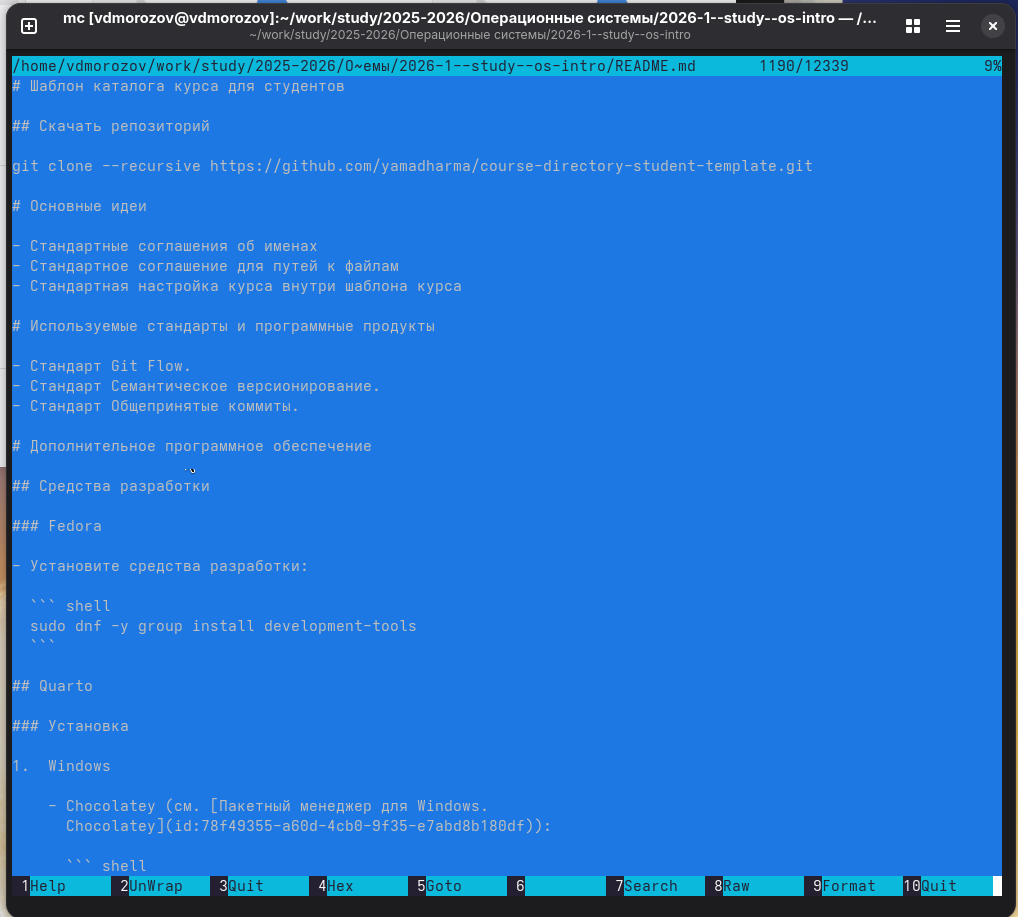 mc [vdmorozov@vdmorozov]:~/work/study/2025-2026/Операционные системы/2026-1--study--os-intro — /...
~/work/study/2025-2026/Операционные системы/2026-1--study--os-intro
/home/vdmorozov/work/study/2025-2026/О~емы/2026-1--study--os-intro/README.md 1190/12339 9%
# Шаблон каталога курса для студентов
## Скачать репозиторий
git clone --recursive https://github.com/yamadharma/course-directory-student-template.git
# Основные идеи
- Стандартные соглашения об именах
- Стандартное соглашение для путей к файлам
- Стандартная настройка курса внутри шаблона курса
# Используемые стандарты и программные продукты
- Стандарт Git Flow.
- Стандарт Семантическое версионирование.
- Стандарт Общепринятые коммиты.
# Дополнительное программное обеспечение
## Средства разработки
### Fedora
- Установите средства разработки:
``` shell
sudo dnf -y group install development-tools
```
## Quarto
### Установка
1. Windows
- Chocolatey (см. [Пакетный менеджер для Windows.
Chocolatey](id:78f49355-a60d-4cb0-9f35-e7abd8b180df)):
``` shell
1Help 2UnWrap 3Quit 4Hex 5Goto 6 7Search 8Raw 9Format 10Quit